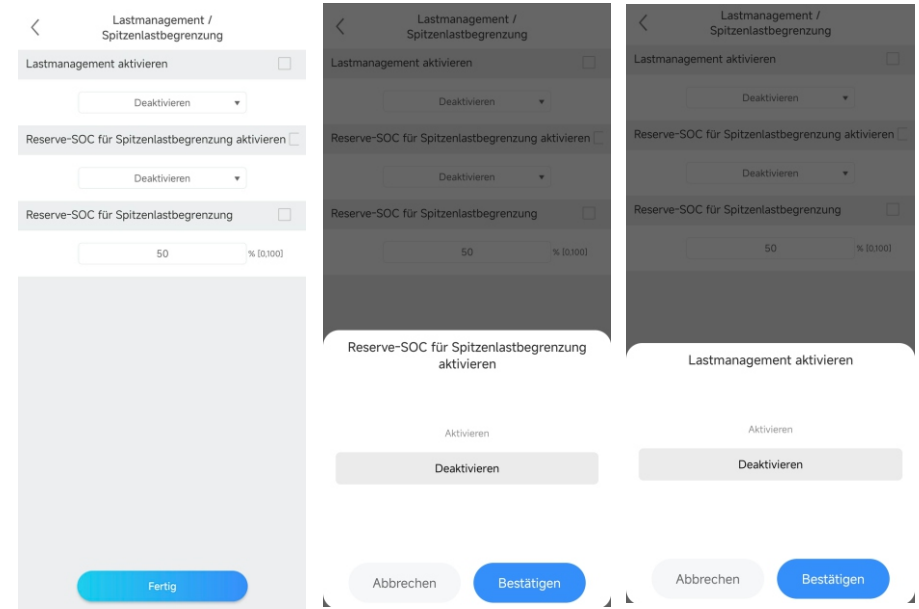 Lastmanagement /
Spitzenlastbegrenzung
Lastmanagement aktivieren
Deaktivieren
Reserve-SOC für Spitzenlastbegrenzung aktivieren
Deaktivieren
Reserve-SOC für Spitzenlastbegrenzung
50 % [0,100]
Fertig
Lastmanagement /
Spitzenlastbegrenzung
Lastmanagement aktivieren
Deaktivieren
Reserve-SOC für Spitzenlastbegrenzung aktivieren
Deaktivieren
Reserve-SOC für Spitzenlastbegrenzung
50 % [0,100]
Reserve-SOC für Spitzenlastbegrenzung
aktivieren
Aktivieren
Deaktivieren
Abbrechen Bestätigen
Lastmanagement /
Spitzenlastbegrenzung
Lastmanagement aktivieren
Deaktivieren
Reserve-SOC für Spitzenlastbegrenzung aktivieren
Deaktivieren
Reserve-SOC für Spitzenlastbegrenzung
50 % [0,100]
Lastmanagement aktivieren
Aktivieren
Deaktivieren
Abbrechen Bestätigen